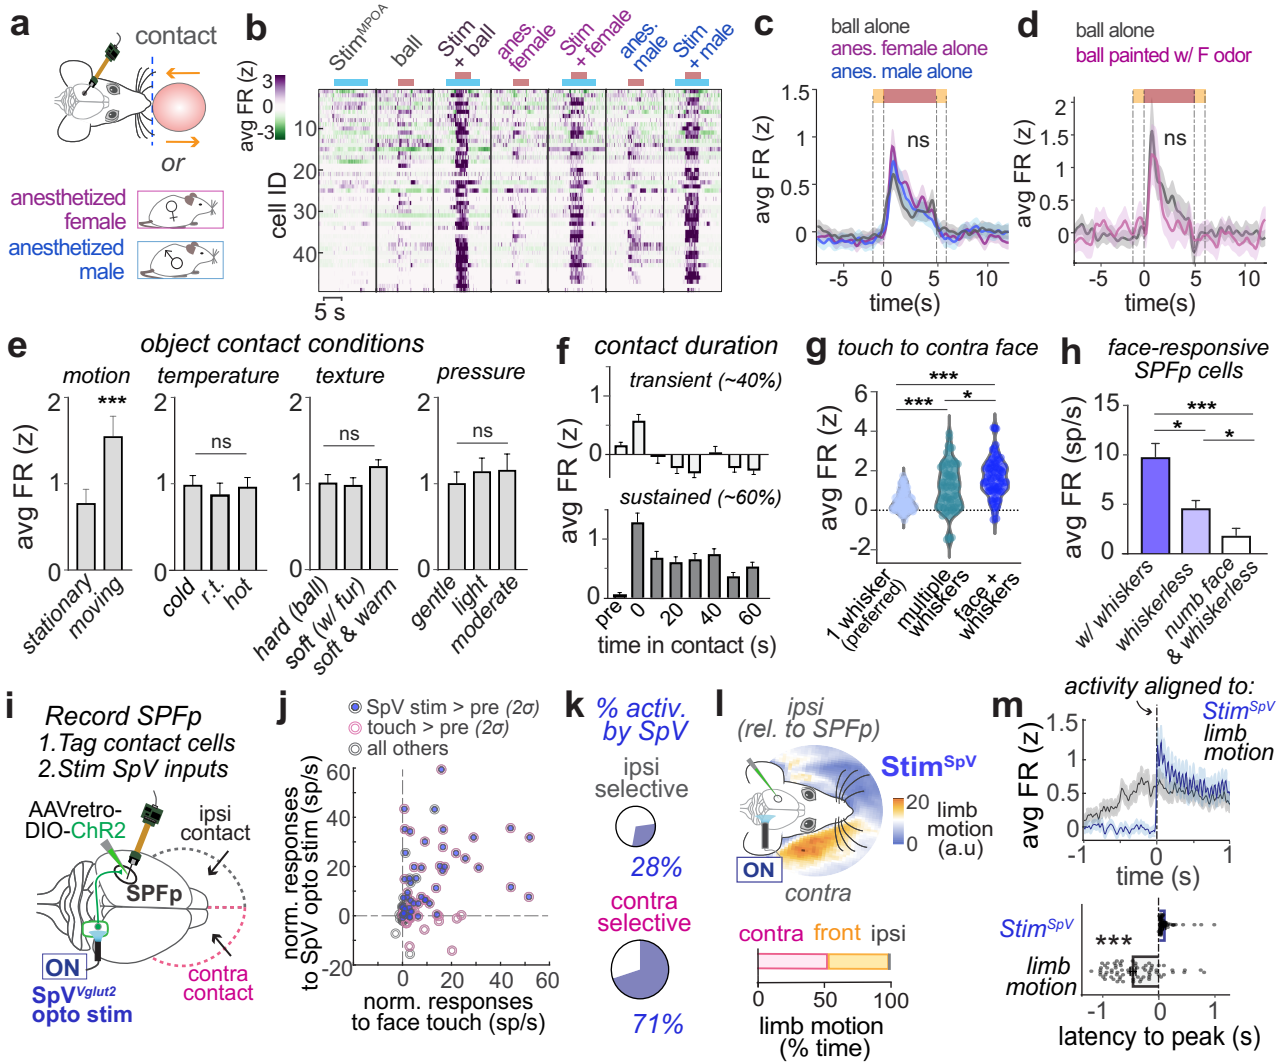 a
contact
or
anesthetized
female
♀
anesthetized
male
♂
b
Stim^MPOA
ball
Stim
+ ball
anes.
female
Stim
+ female
anes.
male
Stim
+ male
avg FR (z)
3
0
-3
cell ID
10
20
30
40
5 s
c
ball alone
anes. female alone
anes. male alone
avg FR (z)
1.5
1
0.5
0
ns
-5 0 5 10
time(s)
d
ball alone
ball painted w/ F odor
avg FR (z)
2
1.5
1
0.5
0
ns
-5 0 5 10
time(s)
e
object contact conditions
motion
avg FR (z)
2
1
0
***
stationary
moving
temperature
2
1
0
ns
cold
r.t.
hot
texture
2
1
0
ns
hard (ball)
soft (w/ fur)
soft & warm
pressure
2
1
0
ns
gentle
light
moderate
f
contact duration
transient (~40%)
avg FR (z)
1
0
sustained (~60%)
avg FR (z)
1
0
pre 0 20 40 60
time in contact (s)
g
touch to contra face
avg FR (z)
6
4
2
0
-2
***
***
*
1 whisker
(preferred)
multiple
whiskers
face +
whiskers
h
face-responsive
SPFp cells
avg FR (sp/s)
15
10
5
0
***
*
*
w/ whiskers
whiskerless
numb face
& whiskerless
i
Record SPFp
1.Tag contact cells
2.Stim SpV inputs
AAVretro-
DIO-ChR2
ipsi
contact
SPFp
ON
SpV^Vglut2
opto stim
contra
contact
j
SpV stim > pre (2σ)
touch > pre (2σ)
all others
norm. responses
to SpV opto stim (sp/s)
60
40
20
0
-20
0 20 40 60
norm. responses
to face touch (sp/s)
k
% activ.
by SpV
ipsi
selective
28%
contra
selective
71%
l
ipsi
(rel. to SPFp)
Stim^SpV
20
0
limb
motion
(a.u)
ON
contra
contra front ipsi
0 50 100
limb motion
(% time)
m
activity aligned to:
Stim^SpV
limb
motion
avg FR (z)
1.5
1
0.5
0
-1 0 1
time (s)
Stim^SpV
***
limb
motion
-1 0 1
latency to peak (s)